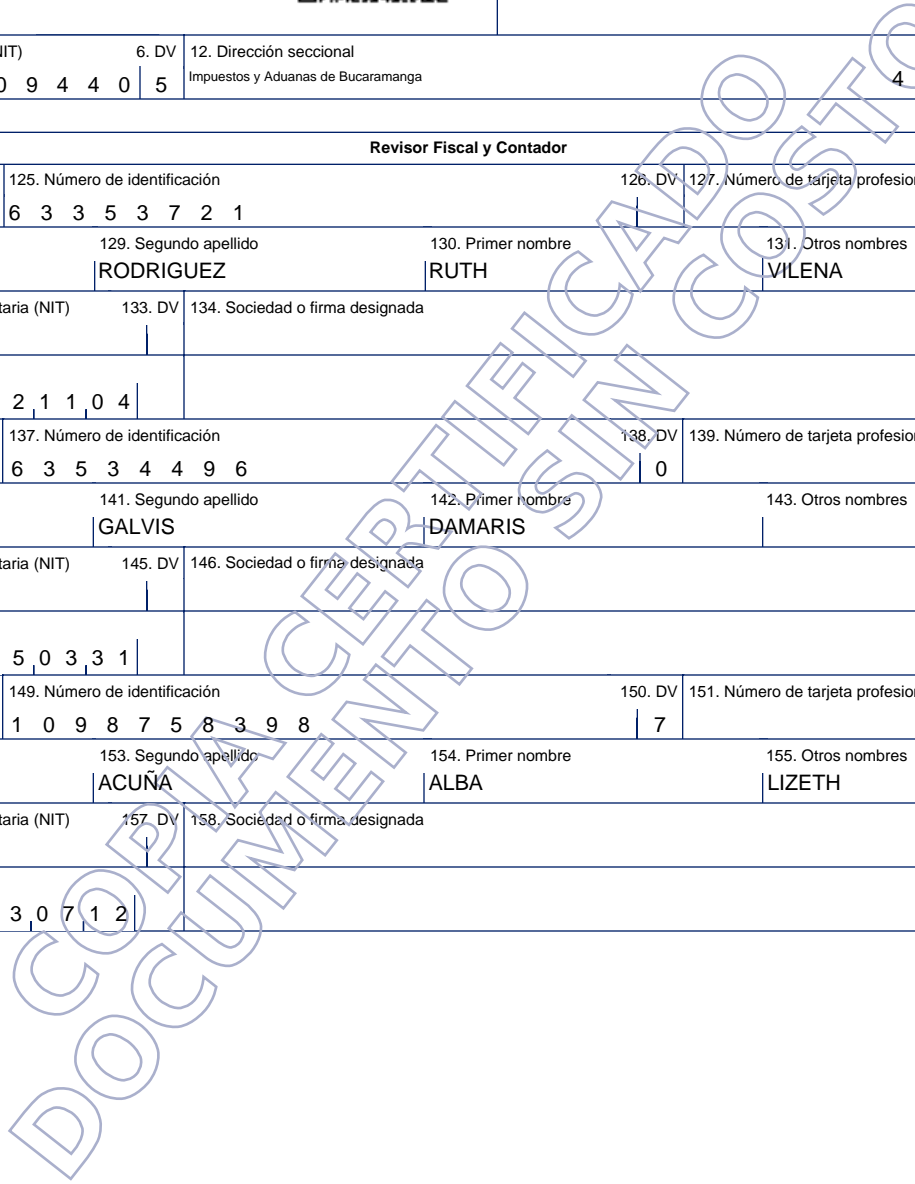 IT) 6. DV 12. Dirección seccional
0 9 4 4 0 5 Impuestos y Aduanas de Bucaramanga 4
Revisor Fiscal y Contador
125. Número de identificación 126. DV 127. Número de tarjeta profesion
6 3 3 5 3 7 2 1
129. Segundo apellido 130. Primer nombre 131. Otros nombres
RODRIGUEZ RUTH VILENA
taria (NIT) 133. DV 134. Sociedad o firma designada
2 1 1 0 4
137. Número de identificación 138. DV 139. Número de tarjeta profesion
6 3 5 3 4 4 9 6 0
141. Segundo apellido 142. Primer nombre 143. Otros nombres
GALVIS DAMARIS
taria (NIT) 145. DV 146. Sociedad o firma designada
5 0 3 3 1
149. Número de identificación 150. DV 151. Número de tarjeta profesion
1 0 9 8 7 5 8 3 9 8 7
153. Segundo apellido 154. Primer nombre 155. Otros nombres
ACUÑA ALBA LIZETH
taria (NIT) 157. DV 158. Sociedad o firma designada
3 0 7 1 2
COPIA CERTIFICADO
DOCUMENTO SIN COSTO